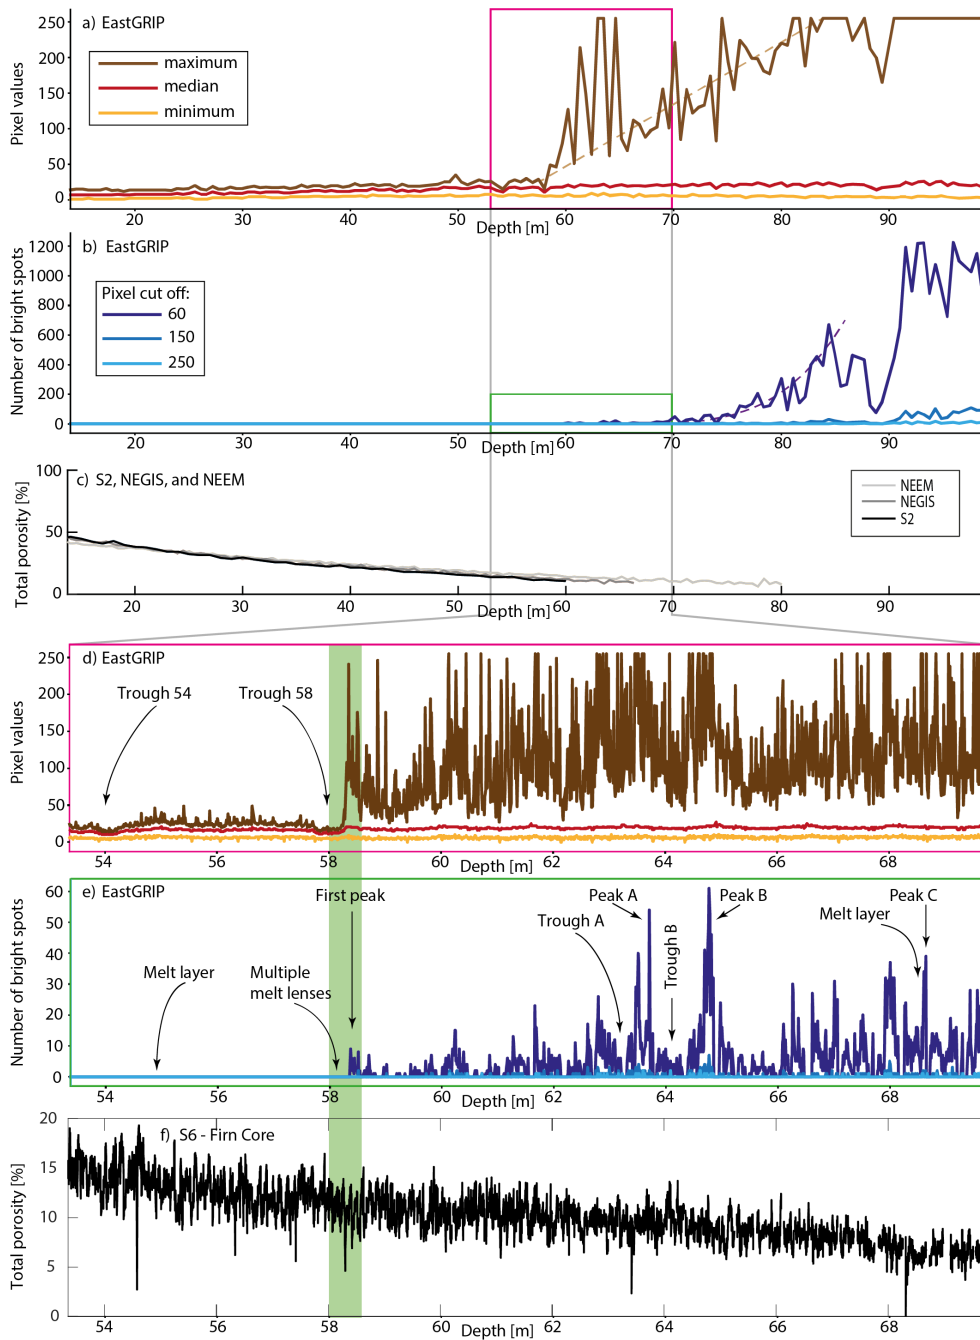 a) EastGRIP
250
200
150
100
50
0
Pixel values
maximum
median
minimum
20 30 40 50 60 70 80 90
Depth [m]
b) EastGRIP
1200
1000
800
600
400
200
0
Number of bright spots
Pixel cut off:
60
150
250
20 30 40 50 60 70 80 90
Depth [m]
c) S2, NEGIS, and NEEM
100
50
0
Total porosity [%]
NEEM
NEGIS
S2
20 30 40 50 60 70 80 90
Depth [m]
d) EastGRIP
250
200
150
100
50
0
Pixel values
Trough 54
Trough 58
54 56 58 60 62 64 66 68
Depth [m]
e) EastGRIP
60
50
40
30
20
10
0
Number of bright spots
First peak
Peak A
Peak B
Peak C
Trough A
Trough B
Melt layer
Melt layer
Multiple
melt lenses
54 56 58 60 62 64 66 68
Depth [m]
f) S6 - Firn Core
20
15
10
5
0
Total porosity [%]
54 56 58 60 62 64 66 68
Depth [m]